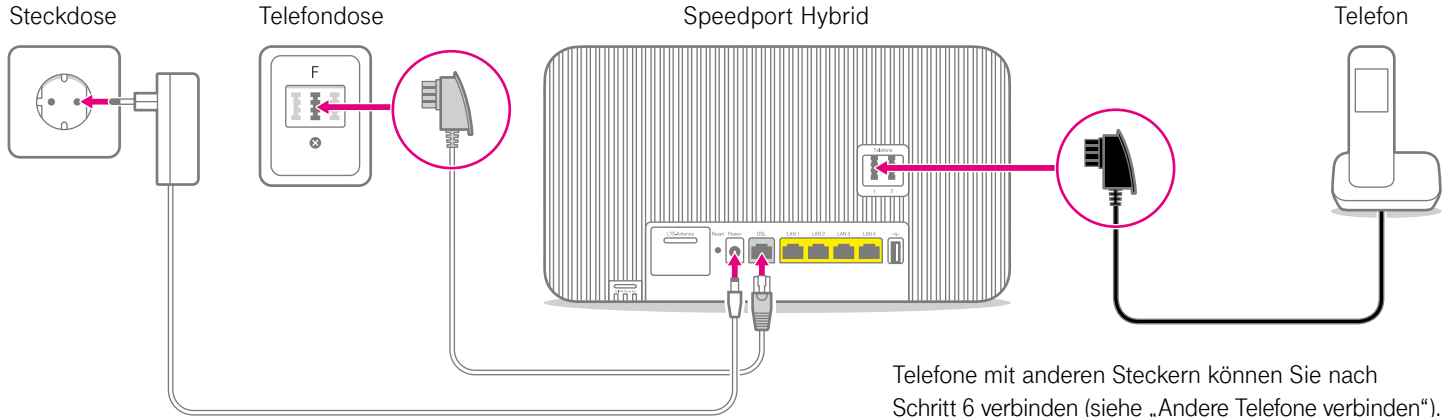 Steckdose
Telefondose
Speedport Hybrid
Telefon
F
Telefone
1 2
LTE-Antenne
Reset
Power
DSL
LAN 1
LAN 2
LAN 3
LAN 4
Telefone mit anderen Steckern können Sie nach
Schritt 6 verbinden (siehe „Andere Telefone verbinden“).